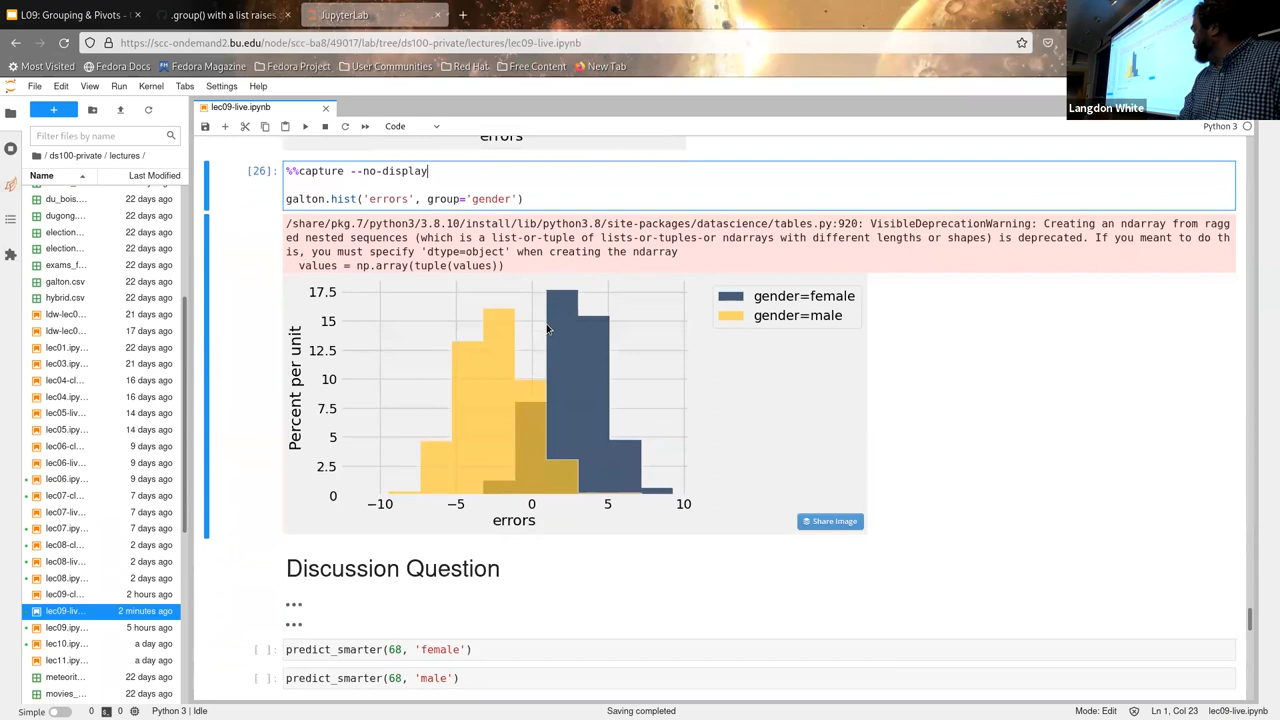 L09: Grouping & Pivots -
.group() with a list raises
JupyterLab
https://scc-ondemand2.bu.edu/node/scc-ba8/49017/lab/tree/ds100-private/lectures/lec09-live.ipynb
Most Visited
Fedora Docs
Fedora Magazine
Fedora Project
User Communities
Red Hat
Free Content
New Tab
Langdon White
File Edit View Run Kernel Tabs Settings Help
lec09-live.ipynb
Code
Python 3
Filter files by name
/ ds100-private / lectures /
Name
Last Modified
du_bois.... 22 days ago
dugong.... 22 days ago
election... 22 days ago
election... 22 days ago
exams_f... 22 days ago
galton.csv 22 days ago
hybrid.csv 22 days ago
ldw-lec0... 21 days ago
ldw-lec0... 17 days ago
lec01.ipy... 22 days ago
lec03.ipy... 21 days ago
lec04-cl... 16 days ago
lec04.ipy... 16 days ago
lec05-liv... 14 days ago
lec05.ipy... 14 days ago
lec06-cl... 9 days ago
lec06-liv... 9 days ago
lec06.ipy... 9 days ago
lec07-cl... 7 days ago
lec07-liv... 7 days ago
lec07.ipy... 7 days ago
lec08-cl... 2 days ago
lec08-liv... 2 days ago
lec08.ipy... 2 days ago
lec09-cl... 2 hours ago
lec09-liv... 2 minutes ago
lec09.ipy... 5 hours ago
lec10.ipy... a day ago
lec11.ipy... a day ago
meteorit... 22 days ago
movies_... 22 days ago
errors
[26]:
%%capture --no-display
galton.hist('errors', group='gender')
/share/pkg.7/python3/3.8.10/install/lib/python3.8/site-packages/datascience/tables.py:920: VisibleDeprecationWarning: Creating an ndarray from ragg
ed nested sequences (which is a list-or-tuple of lists-or-tuples-or ndarrays with different lengths or shapes) is deprecated. If you meant to do th
is, you must specify 'dtype=object' when creating the ndarray
values = np.array(tuple(values))
17.5
15
12.5
10
7.5
5
2.5
0
Percent per unit
−10 −5 0 5 10
errors
gender=female
gender=male
Share Image
Discussion Question
•••
•••
[ ]: predict_smarter(68, 'female')
[ ]: predict_smarter(68, 'male')
Simple 0 0 Python 3 | Idle
Saving completed
Mode: Edit Ln 1, Col 23 lec09-live.ipynb